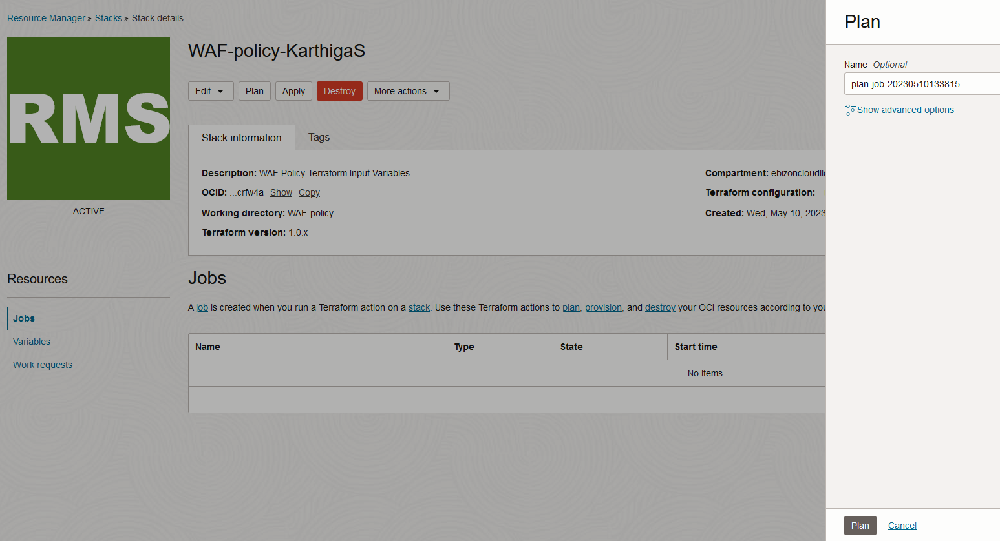 Resource Manager » Stacks » Stack details
RMS
ACTIVE
WAF-policy-KarthigaS
Edit
Plan
Apply
Destroy
More actions
Stack information
Tags
Description: WAF Policy Terraform Input Variables
OCID: ...crfw4a Show Copy
Working directory: WAF-policy
Terraform version: 1.0.x
Compartment: ebizoncloudllc
Terraform configuration:
Created: Wed, May 10, 2023
Resources
Jobs
Variables
Work requests
Jobs
A job is created when you run a Terraform action on a stack. Use these Terraform actions to plan, provision, and destroy your OCI resources according to you
Name Type State Start time
No items
Plan
Name Optional
plan-job-20230510133815
Show advanced options
Plan
Cancel